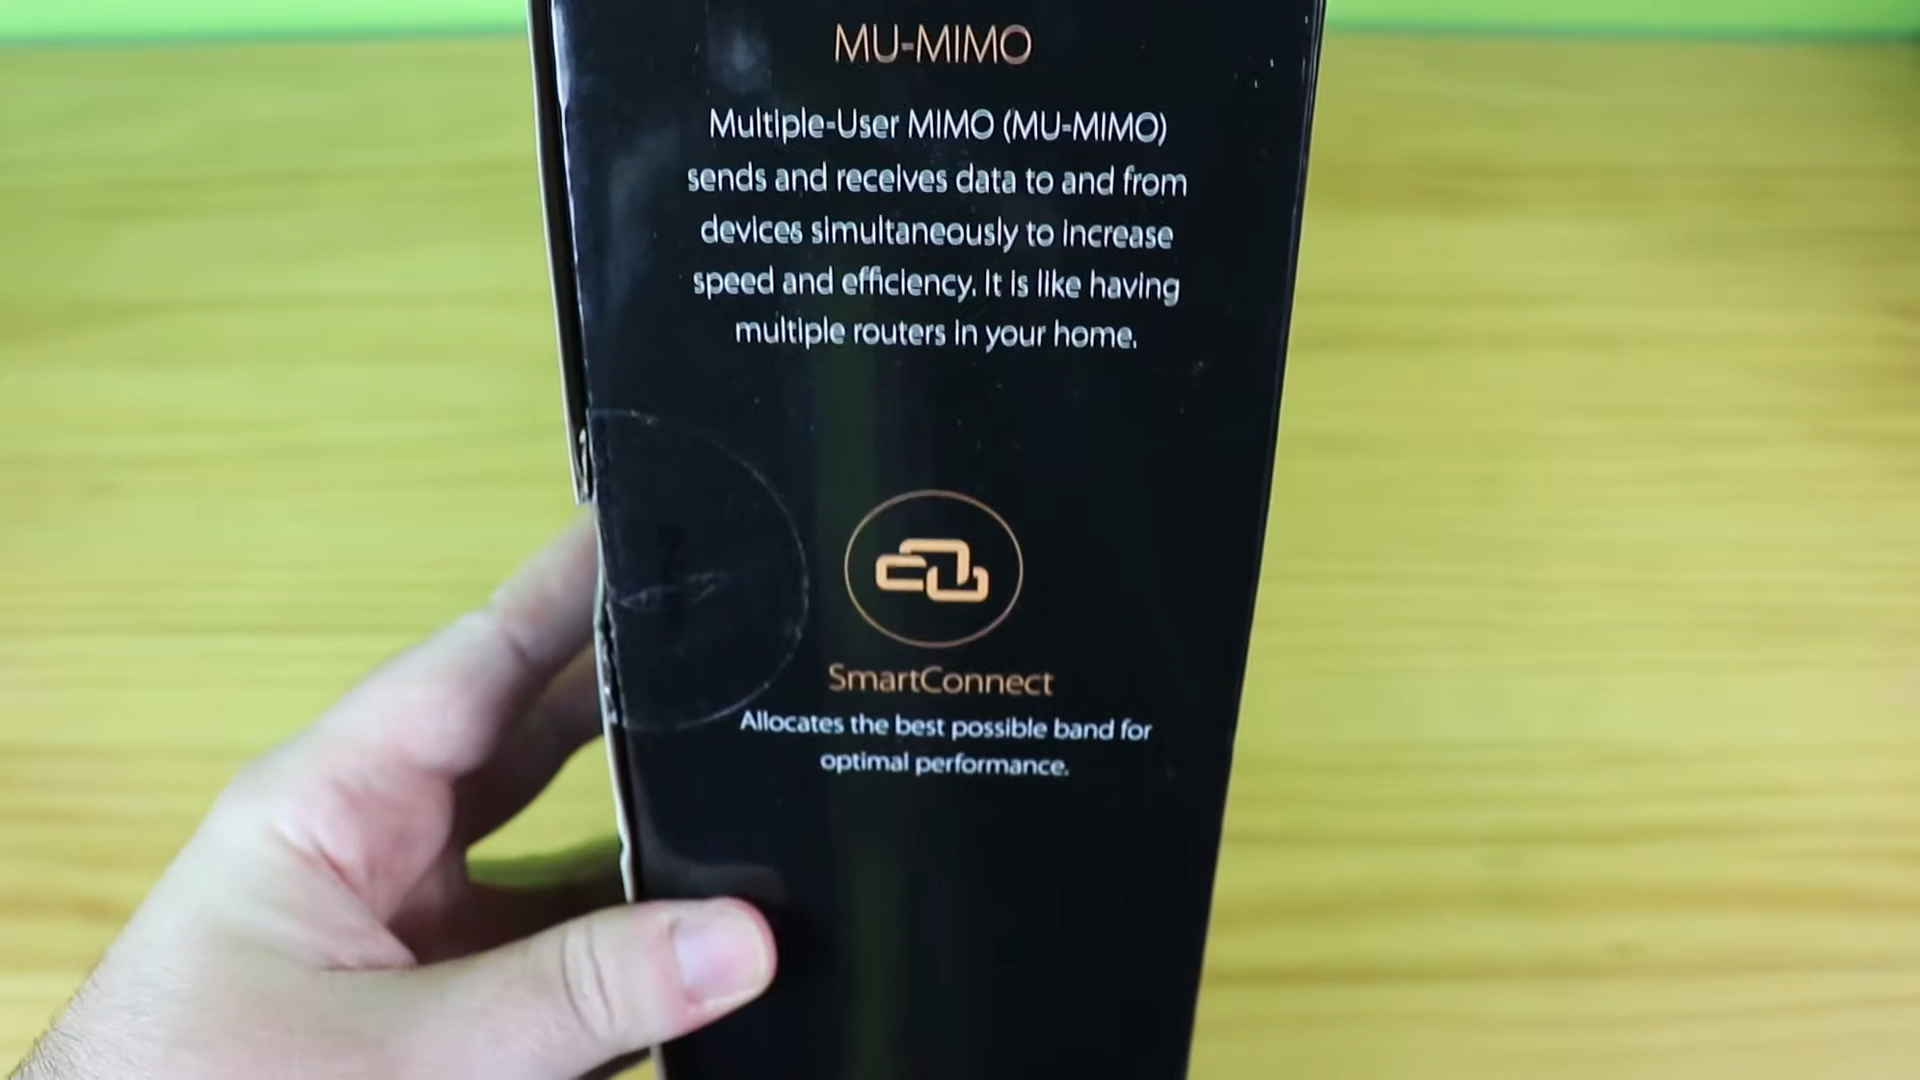 MU-MIMO
Multiple-User MIMO (MU-MIMO)
sends and receives data to and from
devices simultaneously to increase
speed and efficiency. It is like having
multiple routers in your home.
SmartConnect
Allocates the best possible band for
optimal performance.